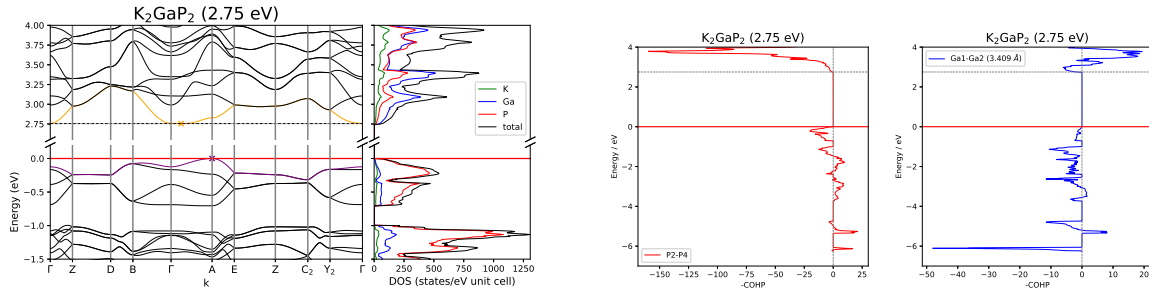 K₂GaP₂ (2.75 eV)
4.00
3.75
3.50
3.25
3.00
2.75
0.0
−0.5
−1.0
−1.5
Energy (eV)
Γ Z D B Γ A E Z C₂ Y₂ Γ
k
K
Ga
P
total
0 250 500 750 1000 1250
DOS (states/eV unit cell)
K₂GaP₂ (2.75 eV)
4
2
0
−2
−4
−6
Energy / eV
P2-P4
−150 −125 −100 −75 −50 −25 0 25
-COHP
K₂GaP₂ (2.75 eV)
Ga1-Ga2 (3.409 Å)
4
2
0
−2
−4
−6
Energy / eV
−50 −40 −30 −20 −10 0 10 20
-COHP